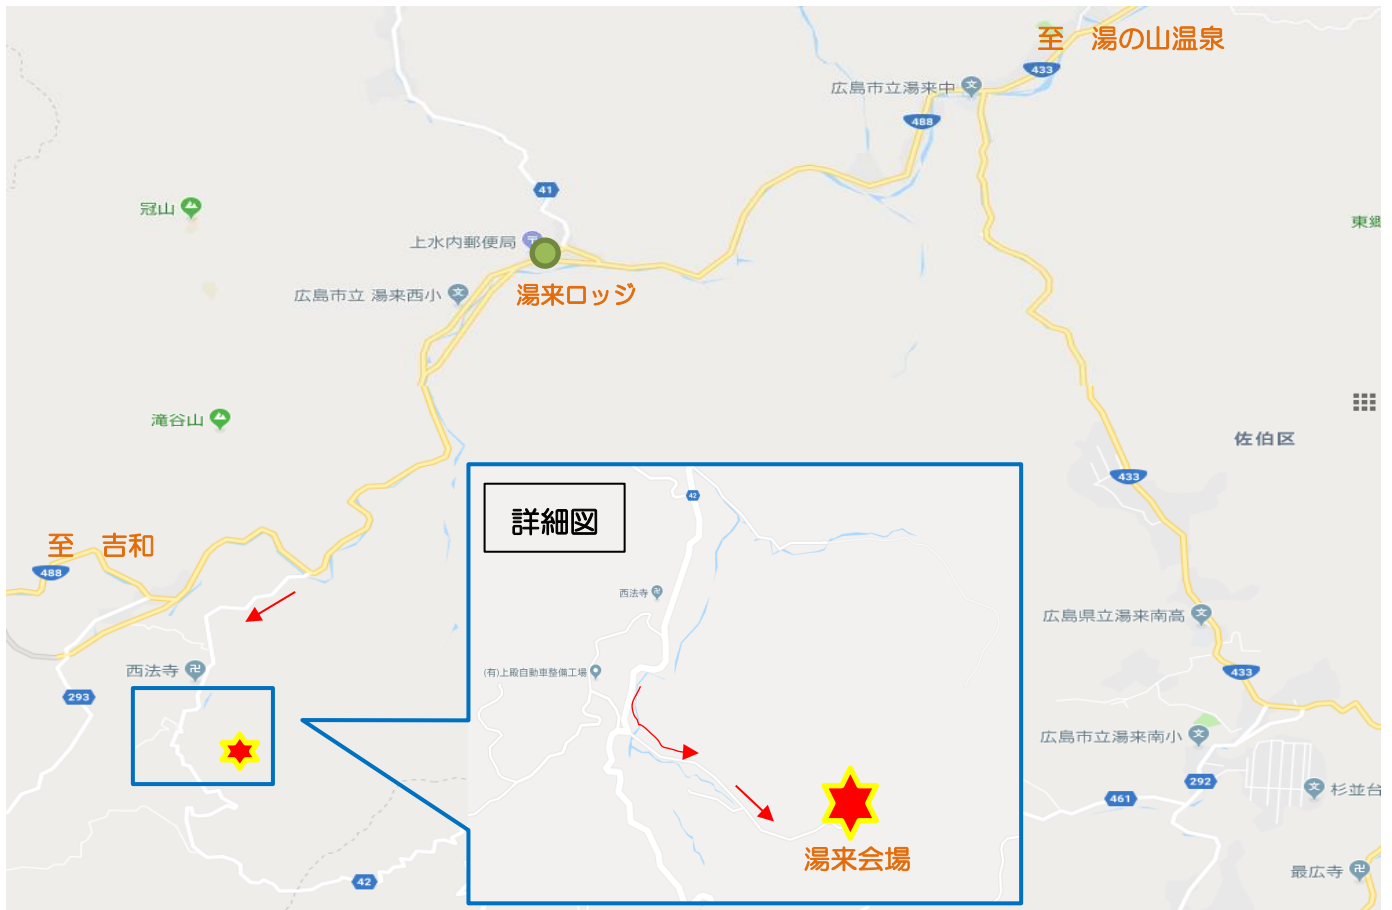 至　湯の山温泉
433
広島市立湯来中
488
41
冠山
東郷
上水内郵便局
広島市立 湯来西小
湯来ロッジ
滝谷山
佐伯区
433
詳細図
42
至　吉和
488
西法寺
広島県立湯来南高
西法寺
(有)上殿自動車整備工場
433
293
広島市立湯来南小
292
杉並台
461
湯来会場
最広寺
42